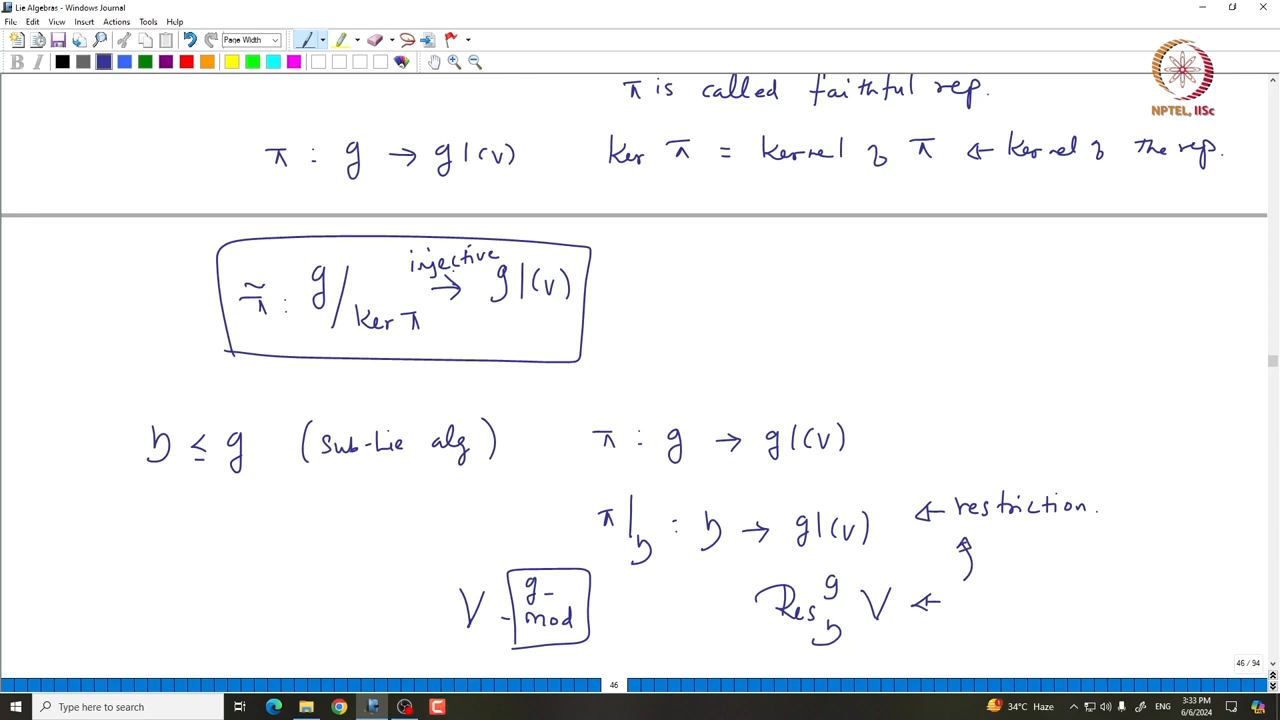 Lie Algebras - Windows Journal
File Edit View Insert Actions Tools Help
Page Width
B I
NPTEL, IISc
π is called faithful rep.
π : g → gl(V) Ker π = Kernel of π ← Kernel of the rep.
π̃ : g/Ker π →injective gl(V)
𝔥 ≤ g (Sub-Lie alg) π : g → gl(V)
π|𝔥 : 𝔥 → gl(V) ← restriction.
V - g-mod Res g 𝔥 V ←
46 / 94
46
Type here to search
34°C Haze ENG 3:33 PM
6/6/2024